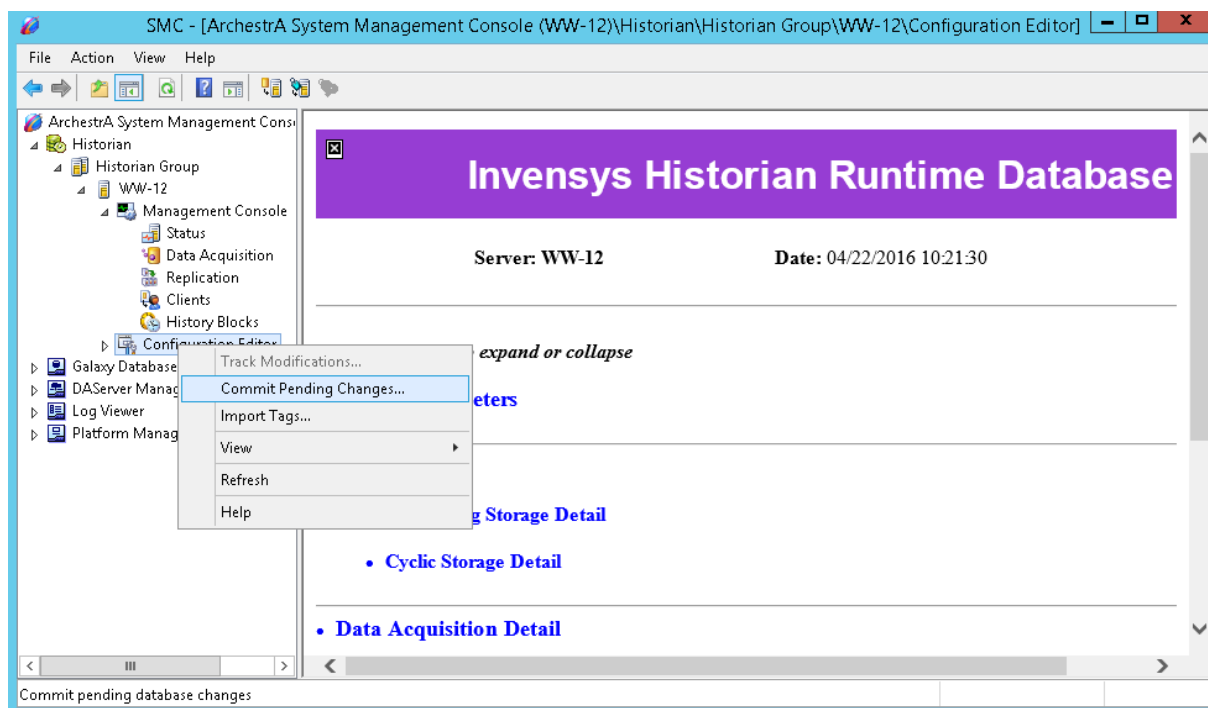 SMC - [ArchestrA System Management Console (WW-12)\Historian\Historian Group\WW-12\Configuration Editor]
File Action View Help
ArchestrA System Management Cons
Historian
Historian Group
WW-12
Management Console
Status
Data Acquisition
Replication
Clients
History Blocks
Configuration Editor
Galaxy Database
DAServer Manag
Log Viewer
Platform Manag
Track Modifications...
Commit Pending Changes...
Import Tags...
View
Refresh
Help
Invensys Historian Runtime Database
Server: WW-12 Date: 04/22/2016 10:21:30
expand or collapse
eters
g Storage Detail
• Cyclic Storage Detail
• Data Acquisition Detail
Commit pending database changes